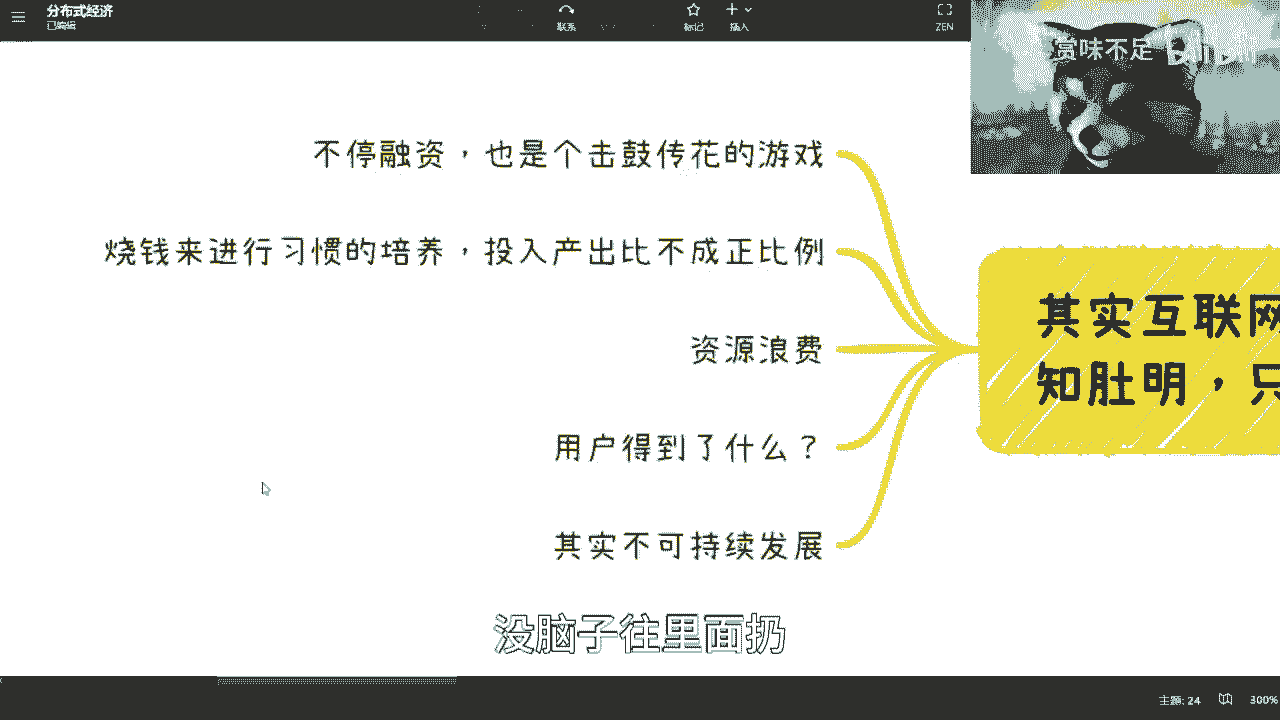 分布式经济
已编辑
联系
标记
插入
ZEN
赏味不足
不停融资，也是个击鼓传花的游戏
烧钱来进行习惯的培养，投入产出比不成正比例
资源浪费
用户得到了什么？
其实不可持续发展
其实互联网
知肚明，只
没脑子往里面扔
主题: 24
300%